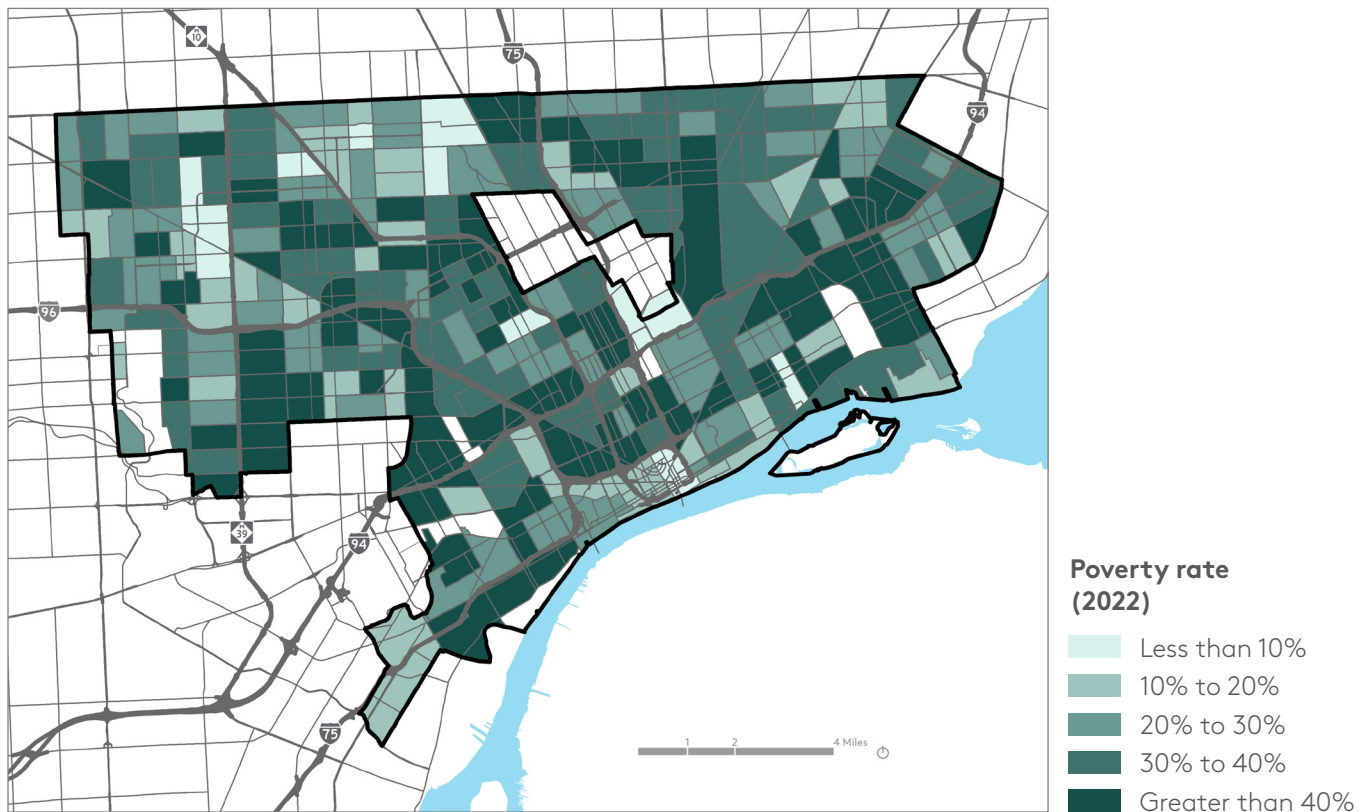 M
10
75
94
96
M
39
94
75
1
2
4 Miles
Poverty rate
(2022)
Less than 10%
10% to 20%
20% to 30%
30% to 40%
Greater than 40%